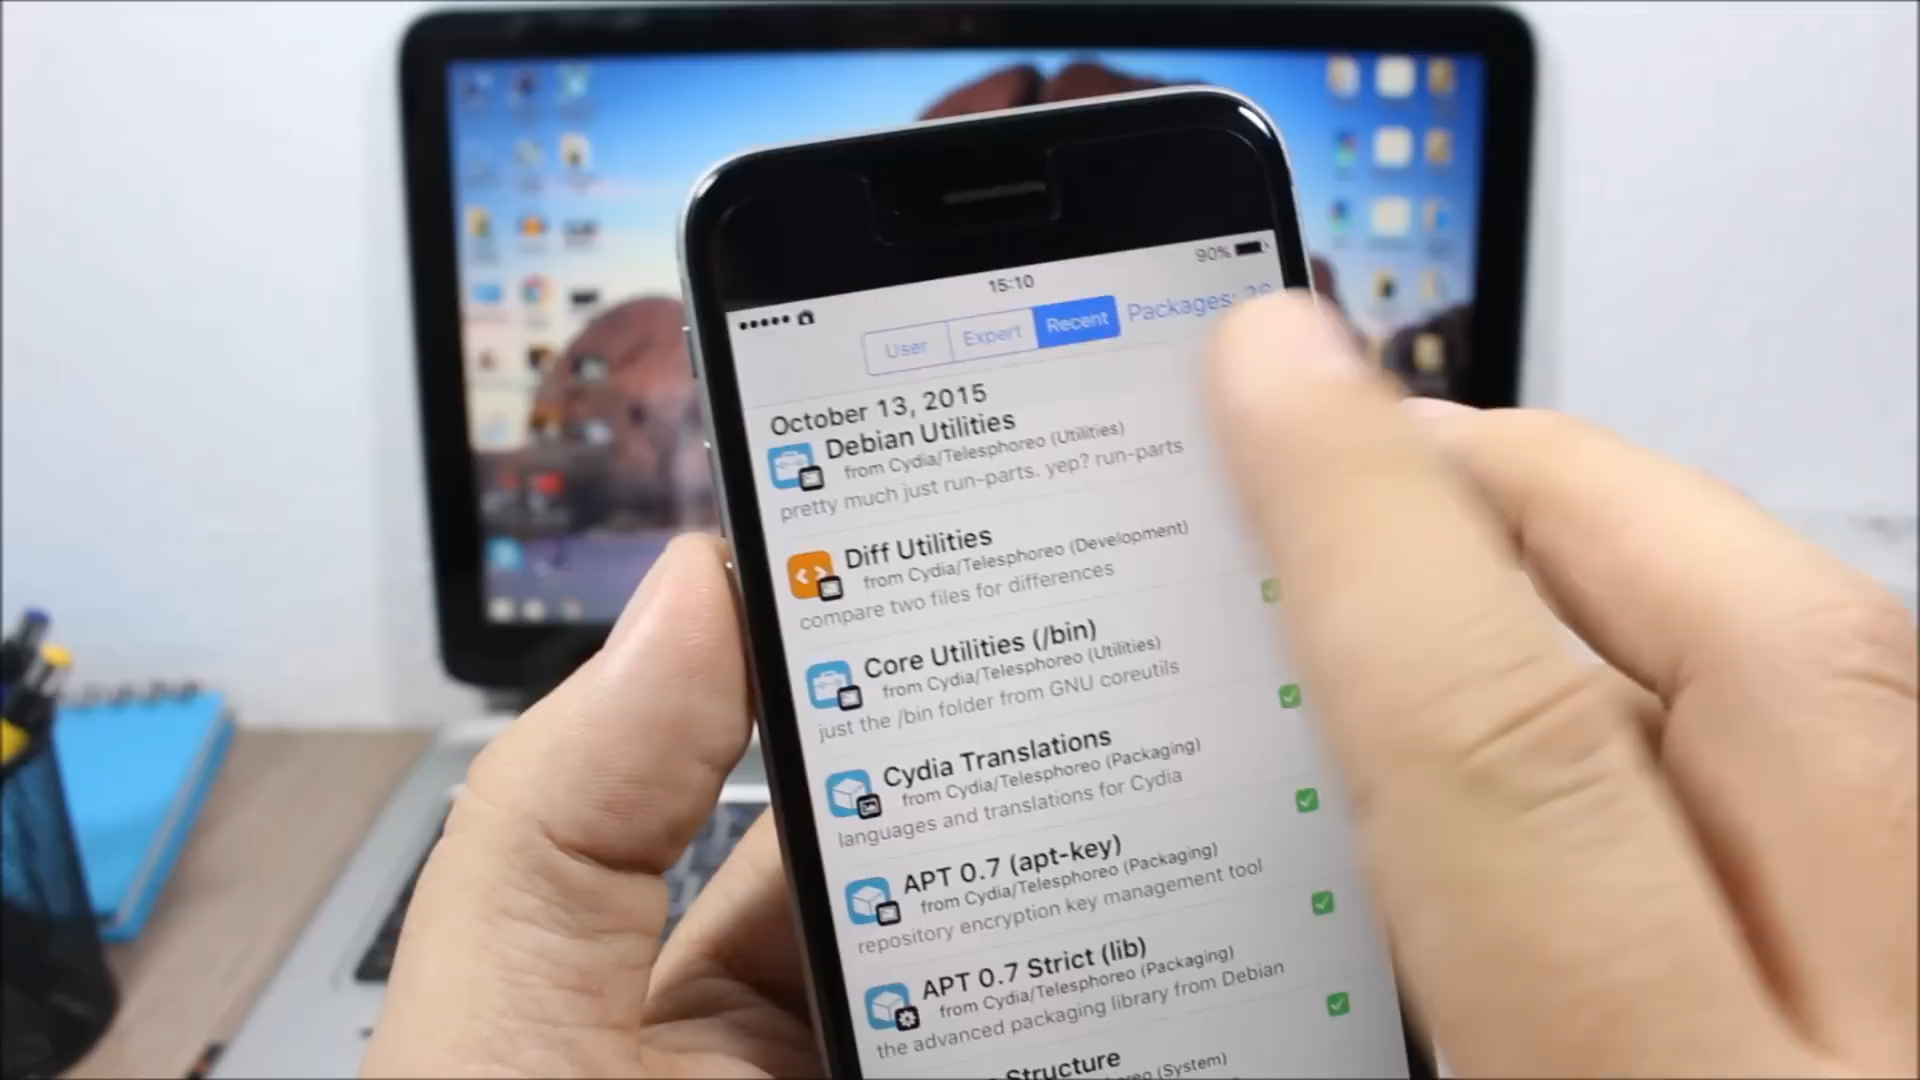 90%
15:10
User Expert Recent Packages:
October 13, 2015
Debian Utilities
from Cydia/Telesphoreo (Utilities)
pretty much just run-parts. yep? run-parts
Diff Utilities
from Cydia/Telesphoreo (Development)
compare two files for differences
Core Utilities (/bin)
from Cydia/Telesphoreo (Utilities)
just the /bin folder from GNU coreutils
Cydia Translations
from Cydia/Telesphoreo (Packaging)
languages and translations for Cydia
APT 0.7 (apt-key)
from Cydia/Telesphoreo (Packaging)
repository encryption key management tool
APT 0.7 Strict (lib)
from Cydia/Telesphoreo (Packaging)
the advanced packaging library from Debian
Structure
(System)